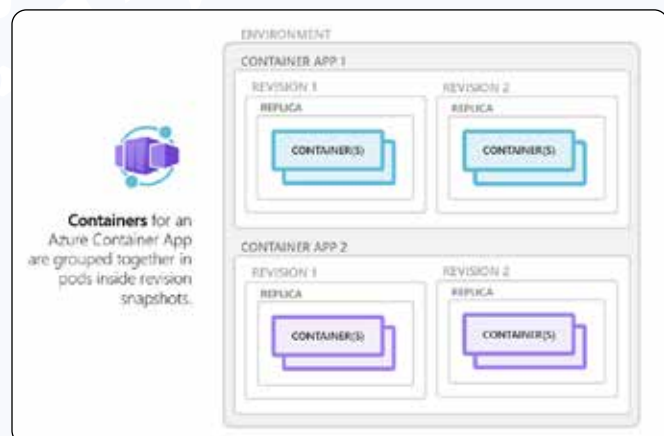 ENVIRONMENT
CONTAINER APP 1
REVISION 1
REVISION 2
REPLICA
REPLICA
CONTAINER(S)
CONTAINER(S)
Containers for an
Azure Container App
are grouped together in
pods inside revision
snapshots.
CONTAINER APP 2
REVISION 1
REVISION 2
REPLICA
REPLICA
CONTAINER(S)
CONTAINER(S)